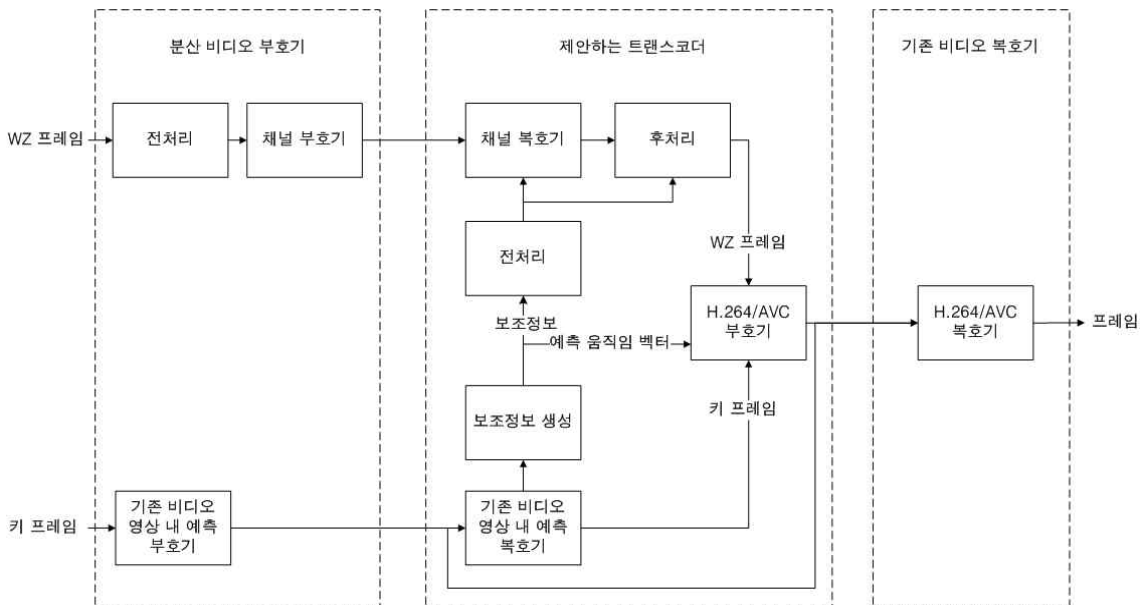 분산 비디오 부호기
제안하는 트랜스코더
기존 비디오 복호기
WZ 프레임
전처리
채널 부호기
채널 복호기
후처리
전처리
WZ 프레임
보조정보
예측 움직임 벡터
H.264/AVC
부호기
H.264/AVC
복호기
프레임
보조정보 생성
키 프레임
키 프레임
기존 비디오
영상 내 예측
부호기
기존 비디오
영상 내 예측
복호기